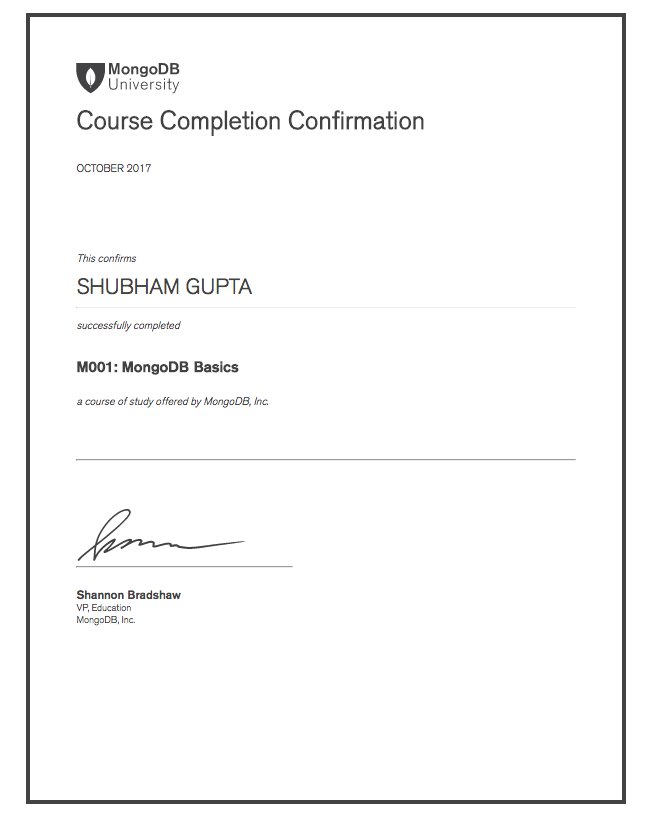 MongoDB
University
Course Completion Confirmation
OCTOBER 2017
This confirms
SHUBHAM GUPTA
successfully completed
M001: MongoDB Basics
a course of study offered by MongoDB, Inc.
Shannon Bradshaw
VP, Education
MongoDB, Inc.